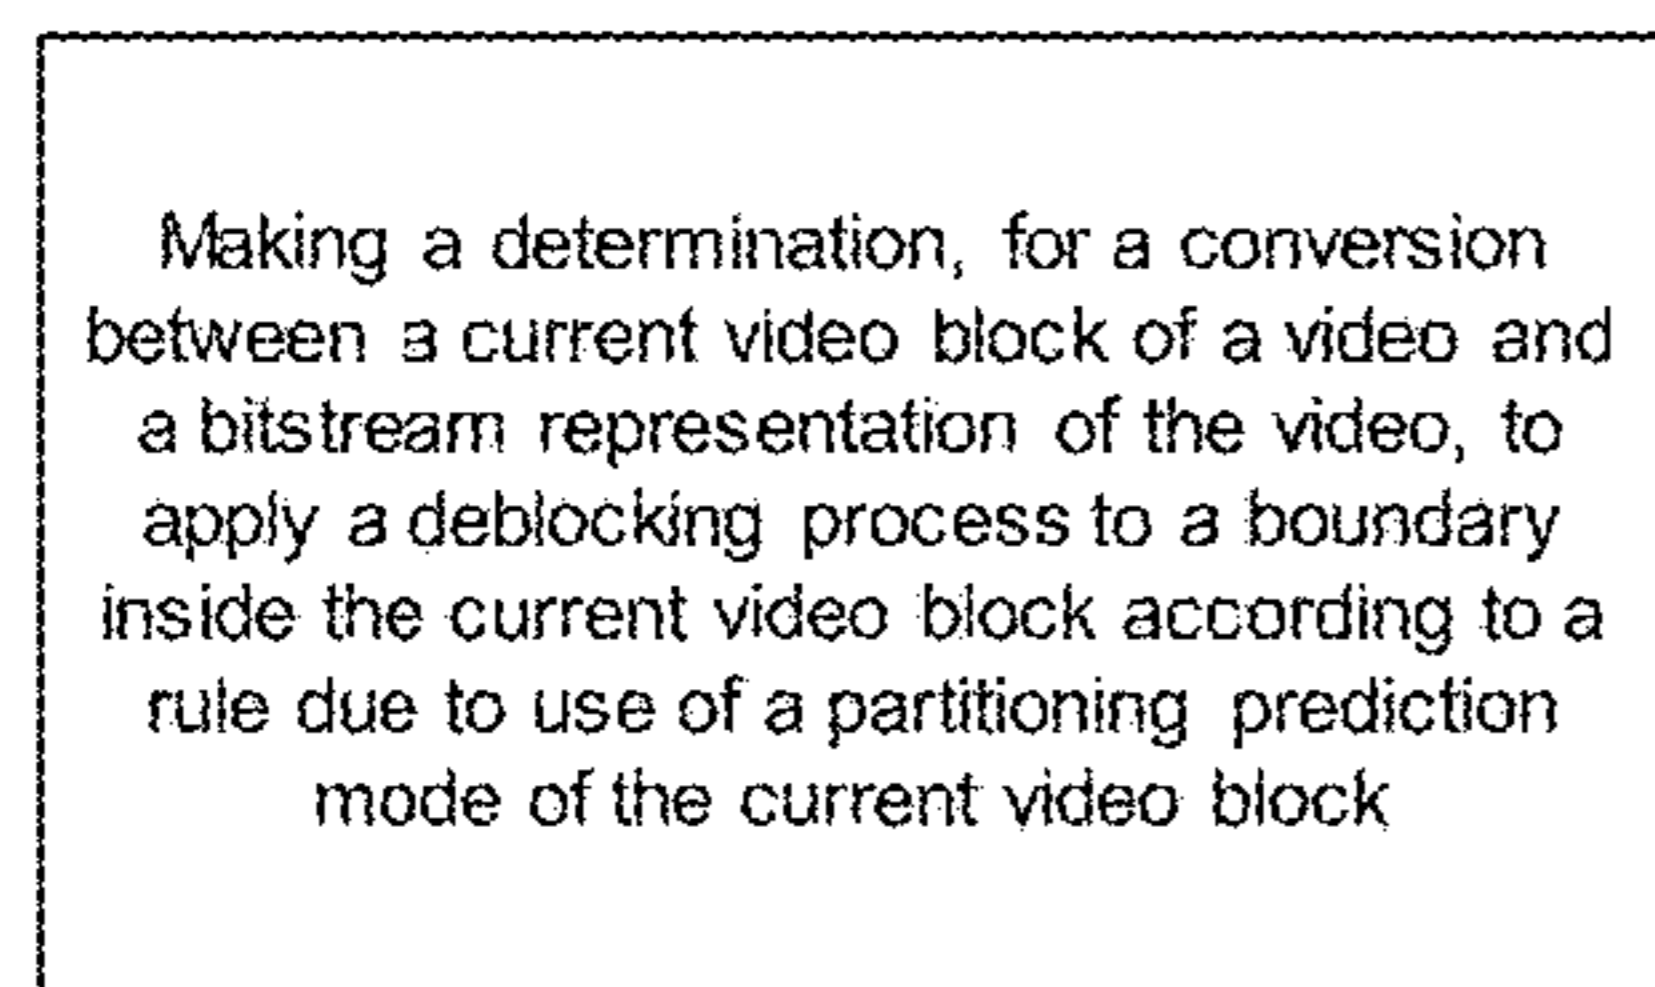 Making a determination, for a conversion
between a current video block of a video and
a bitstream representation of the video, to
apply a deblocking process to a boundary
inside the current video block according to a
rule due to use of a partitioning prediction
mode of the current video block